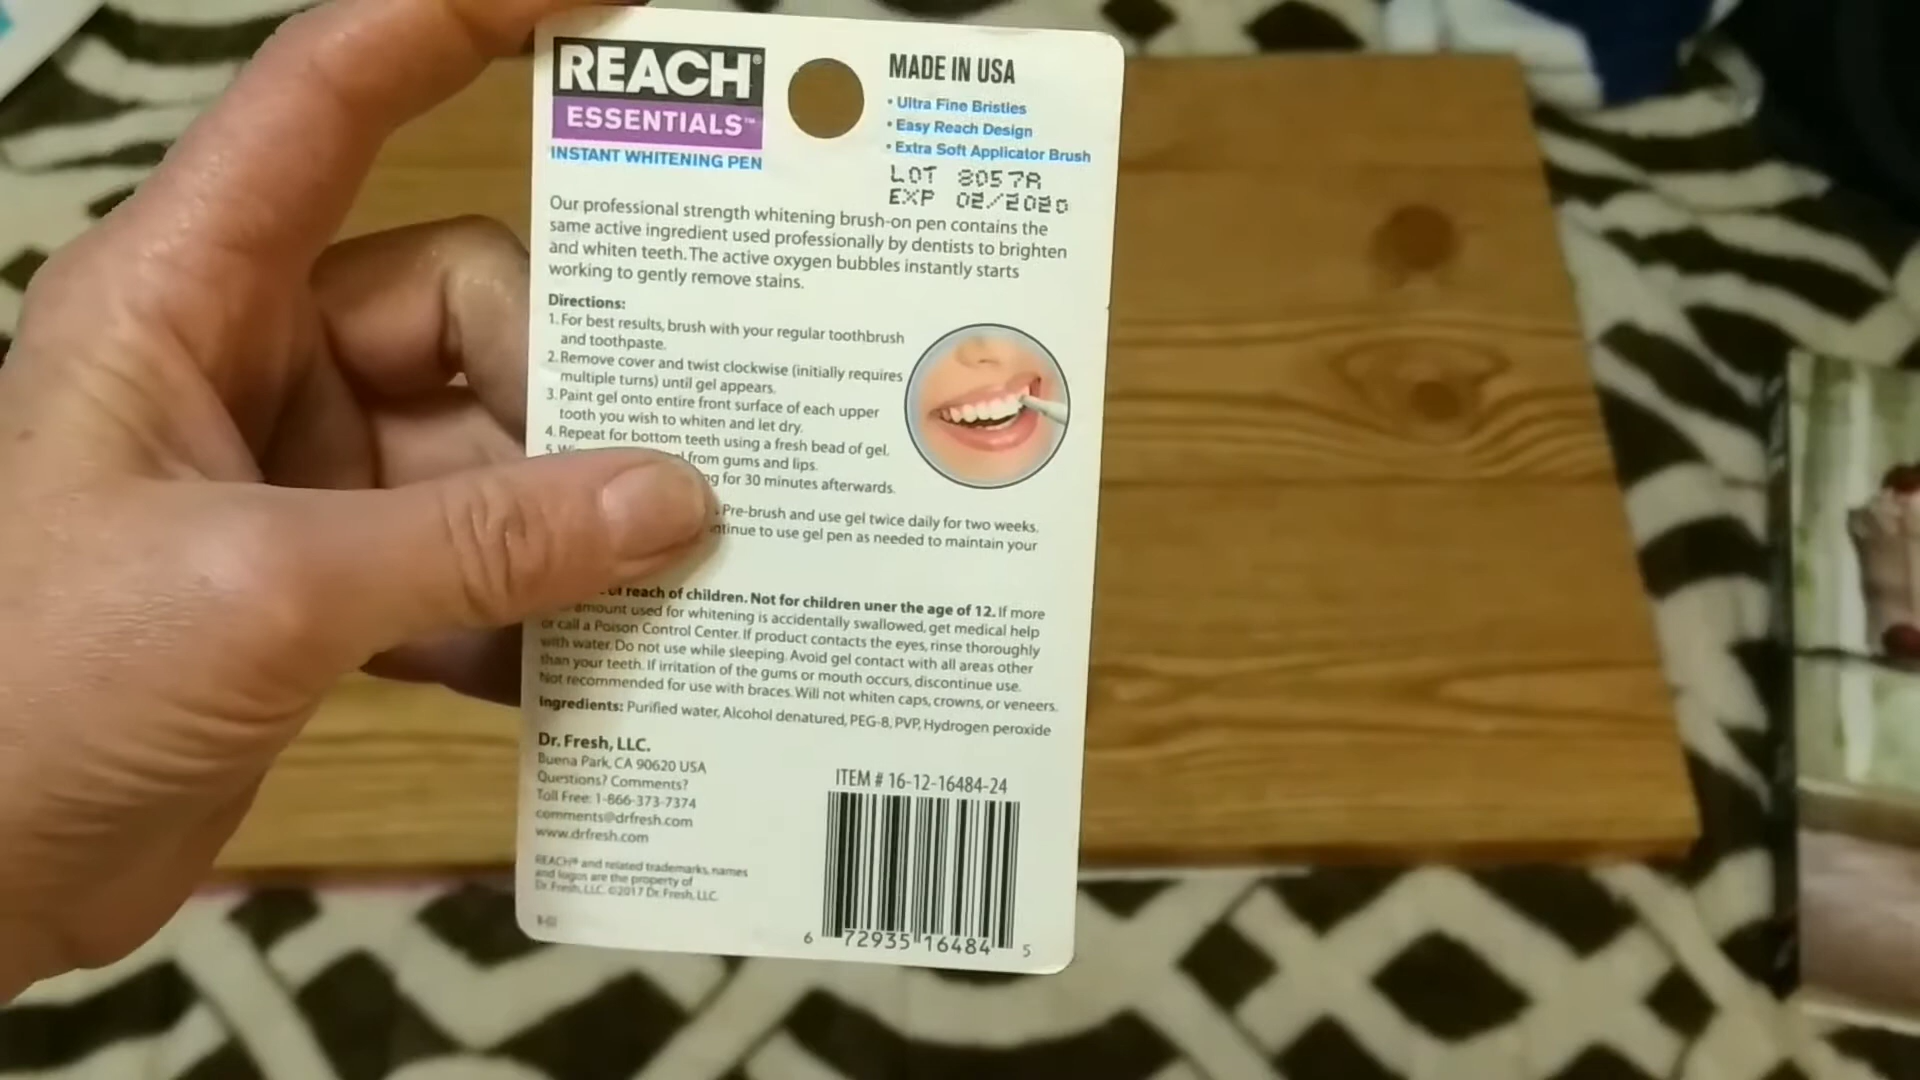 REACH®
ESSENTIALS™
INSTANT WHITENING PEN
MADE IN USA
• Ultra Fine Bristles
• Easy Reach Design
• Extra Soft Applicator Brush
LOT 8057A
EXP 02/2020
Our professional strength whitening brush-on pen contains the
same active ingredient used professionally by dentists to brighten
and whiten teeth. The active oxygen bubbles instantly starts
working to gently remove stains.
Directions:
1. For best results, brush with your regular toothbrush
and toothpaste.
2. Remove cover and twist clockwise (initially requires
multiple turns) until gel appears.
3. Paint gel onto entire front surface of each upper
tooth you wish to whiten and let dry.
4. Repeat for bottom teeth using a fresh bead of gel.
5. from gums and lips.
for 30 minutes afterwards.
Pre-brush and use gel twice daily for two weeks.
to use gel pen as needed to maintain your
of reach of children. Not for children uner the age of 12. If more
amount used for whitening is accidentally swallowed, get medical help
or call a Poison Control Center. If product contacts the eyes, rinse thoroughly
with water. Do not use while sleeping. Avoid gel contact with all areas other
than your teeth. If irritation of the gums or mouth occurs, discontinue use.
Not recommended for use with braces. Will not whiten caps, crowns, or veneers.
Ingredients: Purified water, Alcohol denatured, PEG-8, PVP, Hydrogen peroxide
Dr. Fresh, LLC.
Buena Park, CA 90620 USA
Questions? Comments?
Toll Free: 1-866-373-7374
comments@drfresh.com
www.drfresh.com
REACH® and related trademarks, names
and logos are the property of
Dr. Fresh, LLC. ©2017 Dr. Fresh, LLC.
ITEM # 16-12-16484-24
6 72935 16484 5